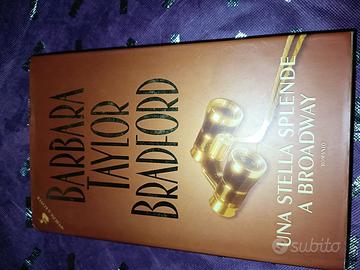 BARBARA
TAYLOR
BRADFORD
UNA STELLA SPLENDE
A BROADWAY
ROMANZO
subito